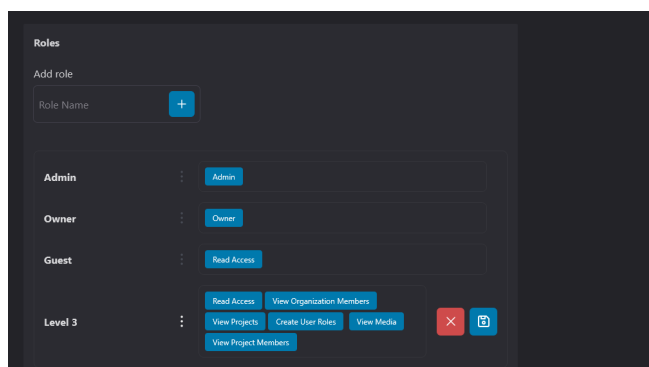 Roles
Add role
Role Name
Admin Admin
Owner Owner
Guest Read Access
Read Access View Organization Members
Level 3 View Projects Create User Roles View Media
View Project Members